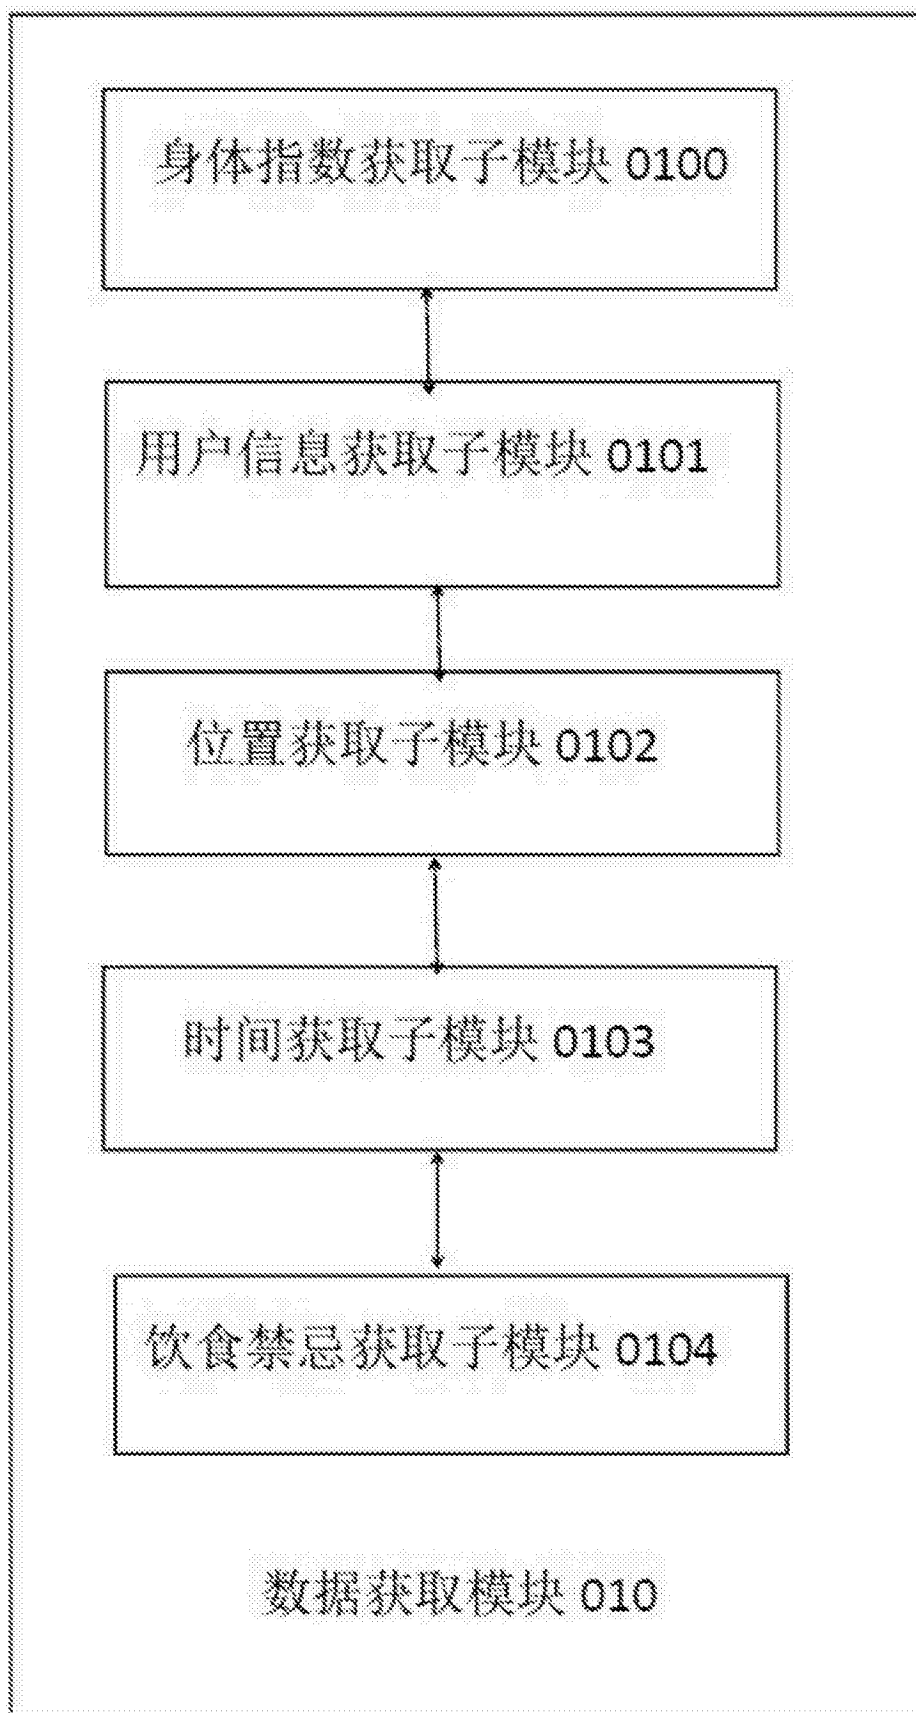 身体指数获取子模块 0100
用户信息获取子模块 0101
位置获取子模块 0102
时间获取子模块 0103
饮食禁忌获取子模块 0104
数据获取模块 010